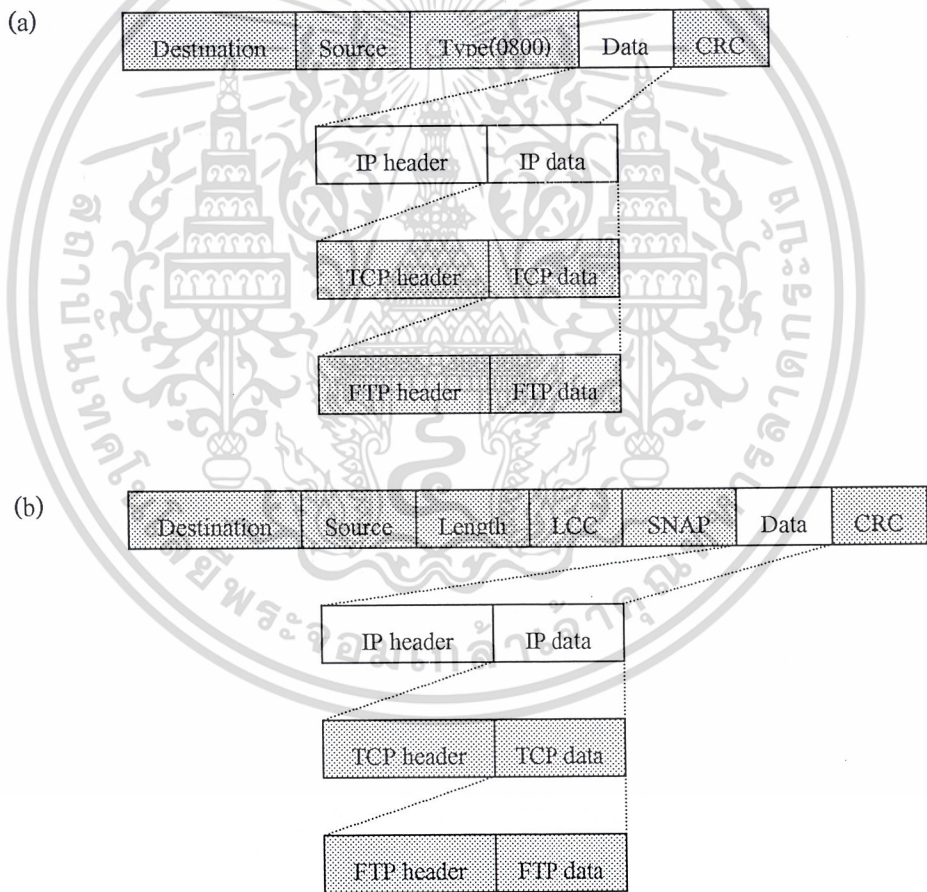 (a)
Destination Source Type(0800) Data CRC
IP header IP data
TCP header TCP data
FTP header FTP data
(b)
Destination Source Length LCC SNAP Data CRC
IP header IP data
TCP header TCP data
FTP header FTP data